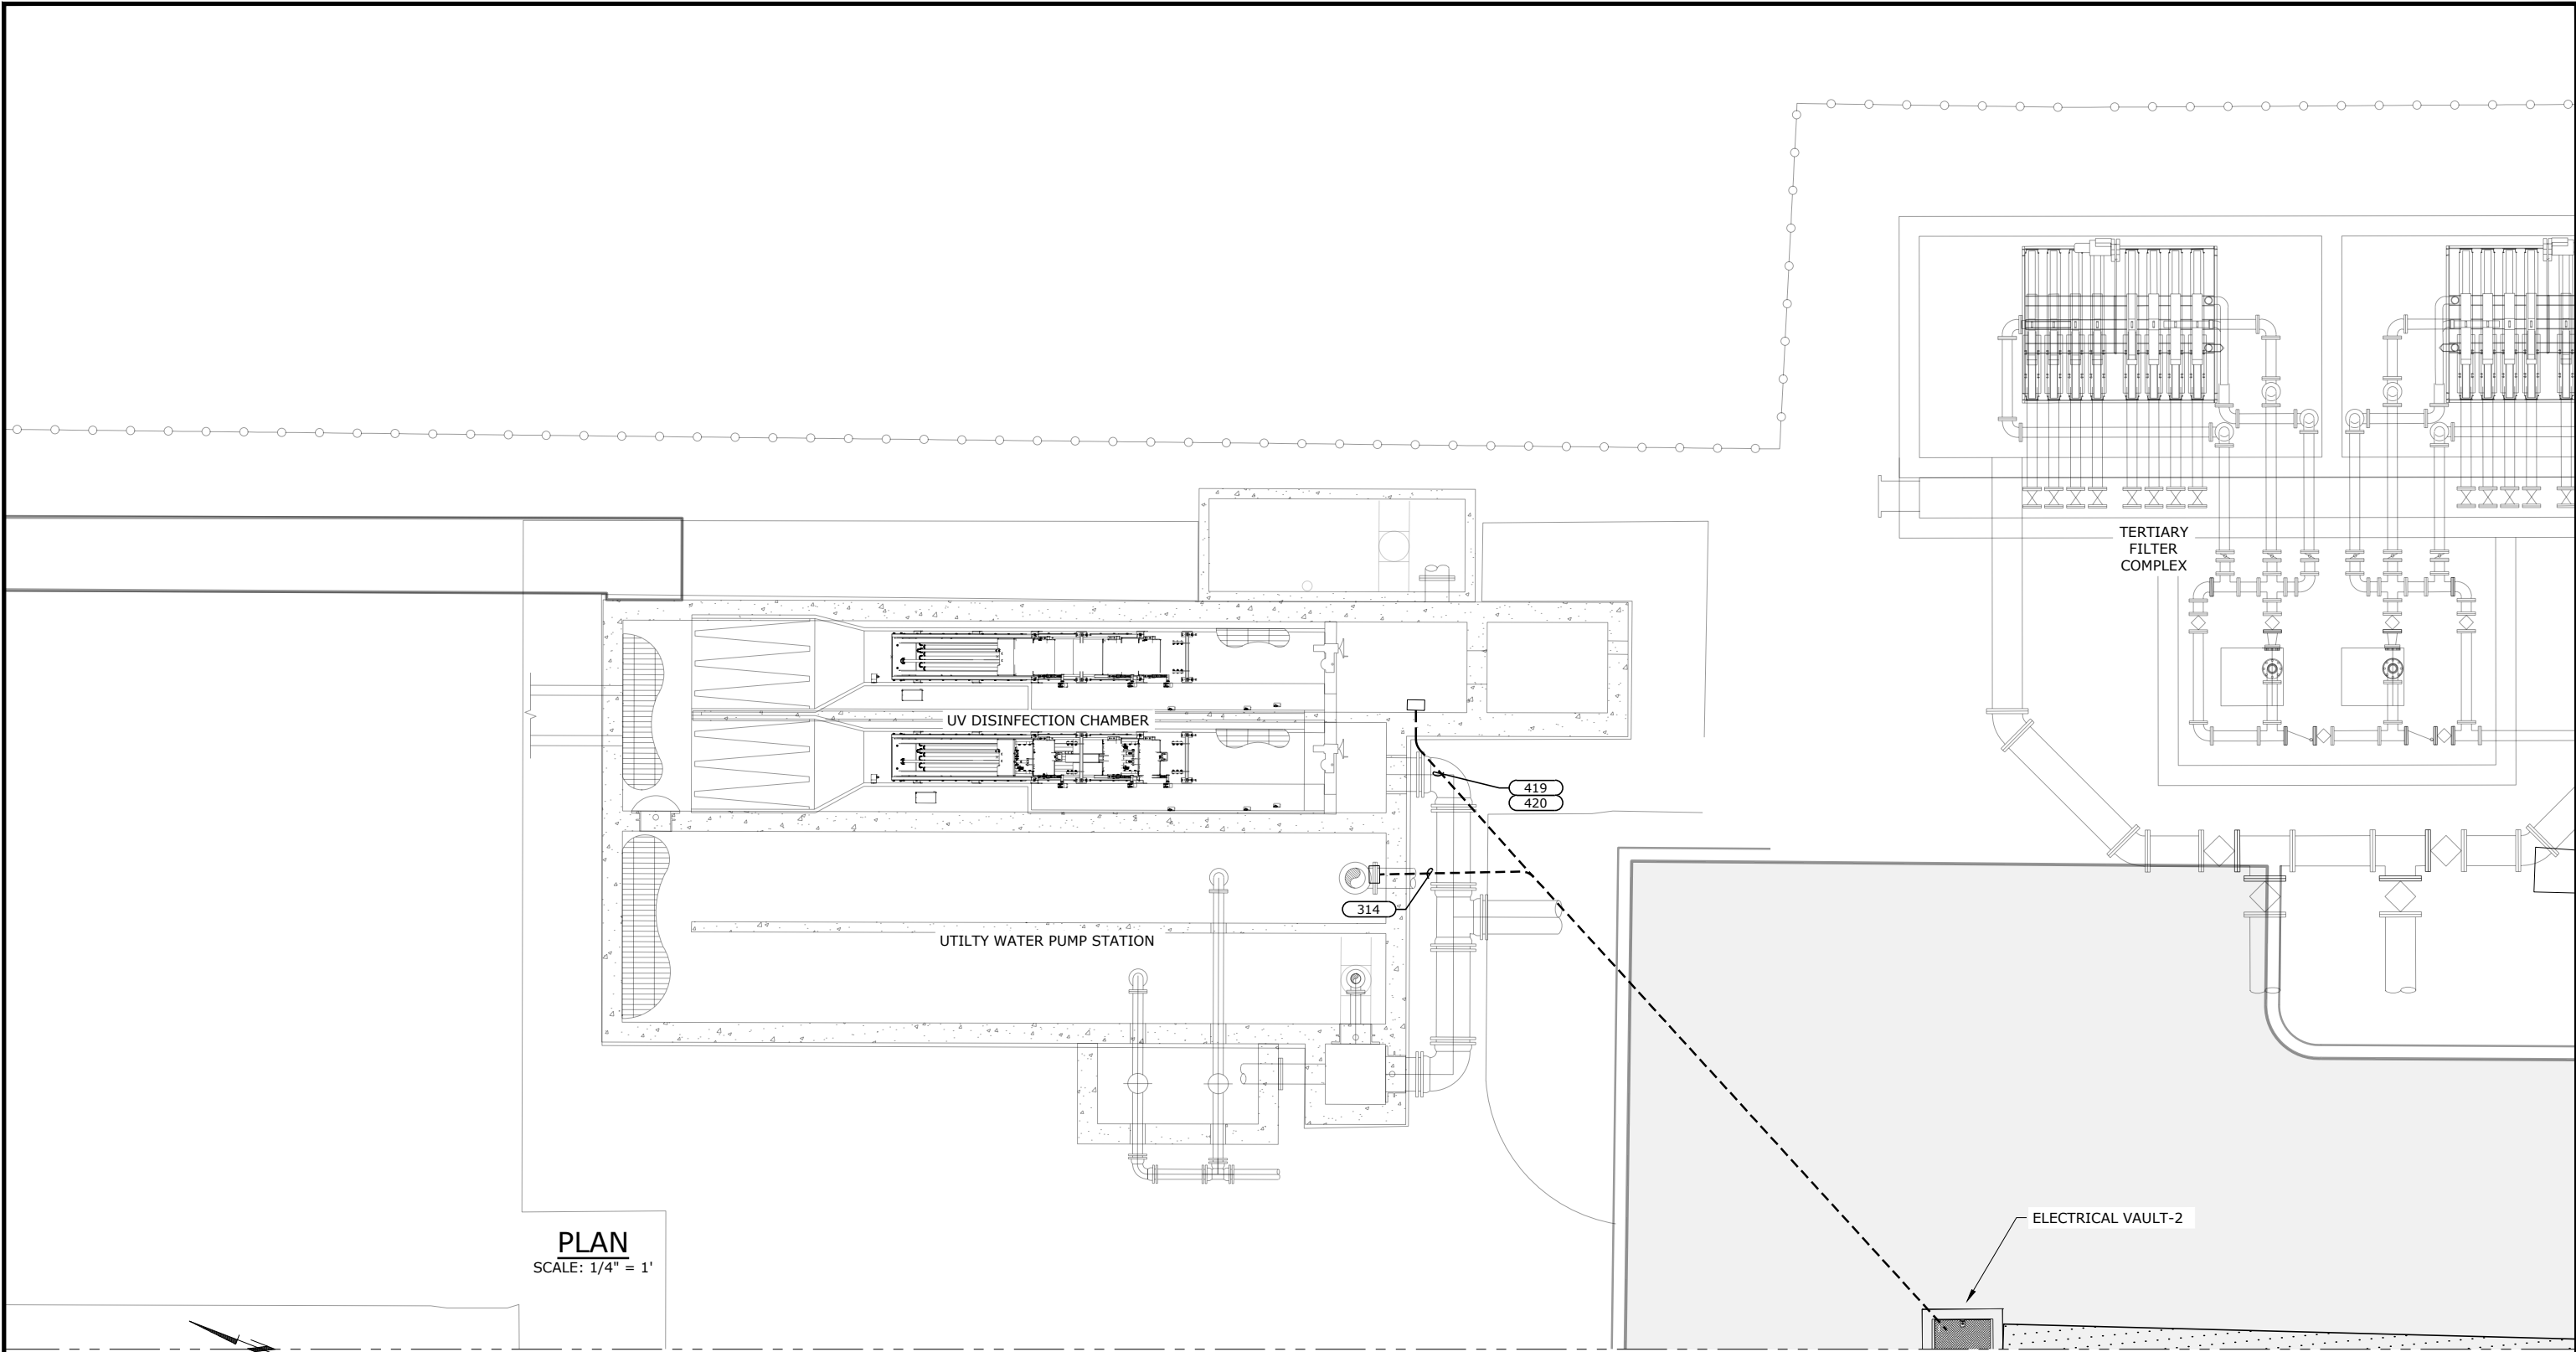 TERTIARY
FILTER
COMPLEX
UV DISINFECTION CHAMBER
419
420
314
UTILTY WATER PUMP STATION
ELECTRICAL VAULT-2
PLAN
SCALE: 1/4" = 1'